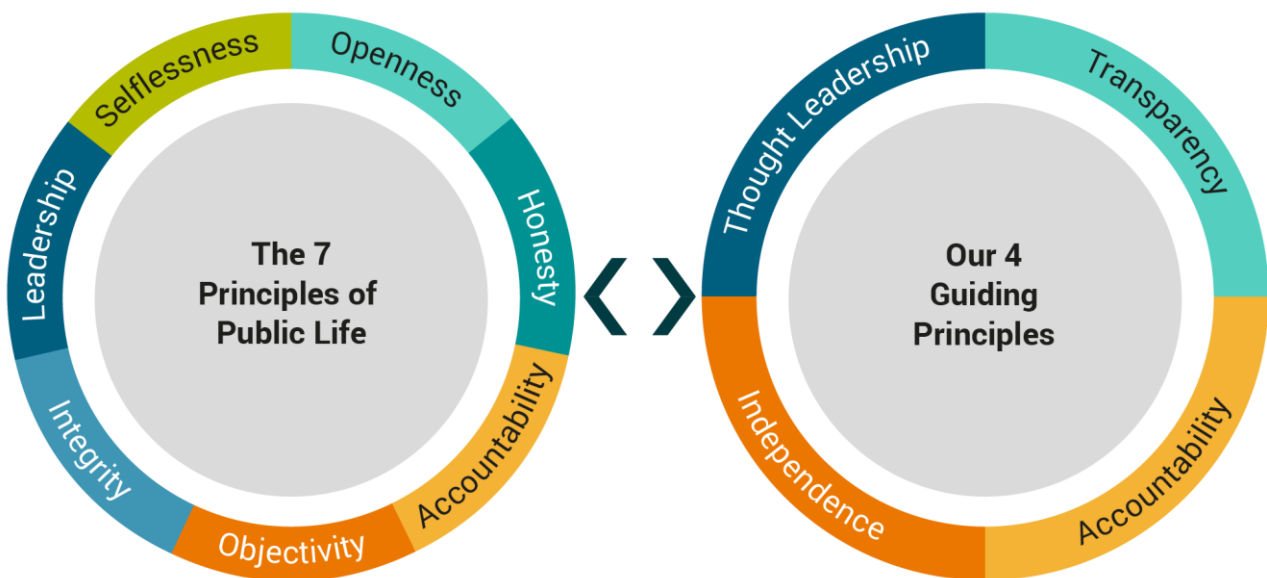 Selflessness
Openness
Honesty
Accountability
Objectivity
Integrity
Leadership
The 7
Principles of
Public Life
Thought Leadership
Transparency
Accountability
Independence
Our 4
Guiding
Principles